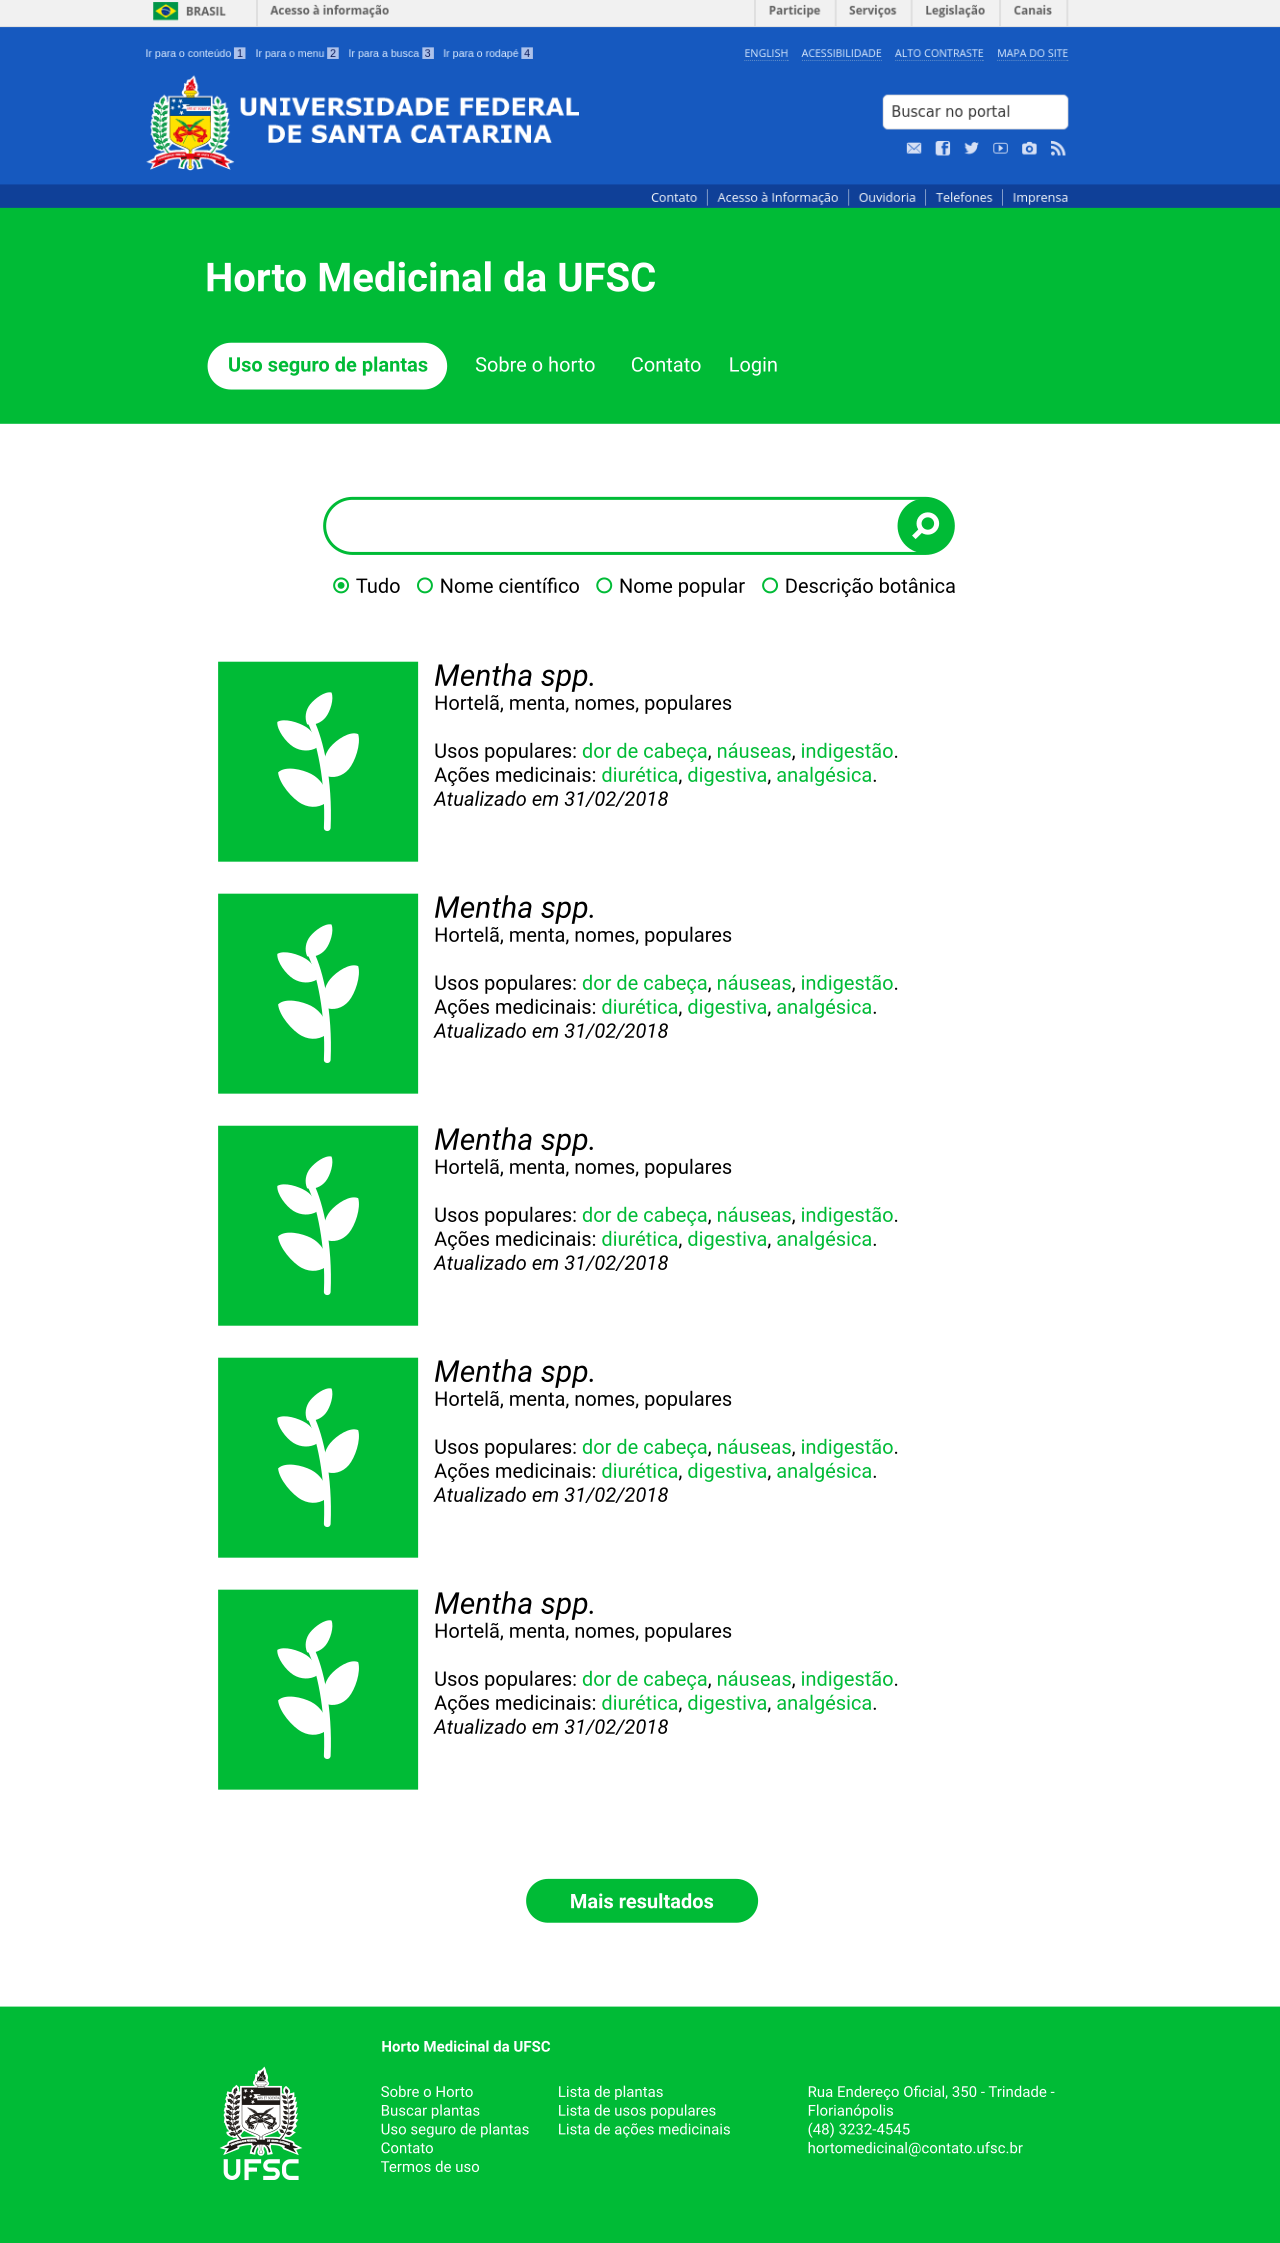 BRASIL Acesso à informação Participe Serviços Legislação Canais
Ir para o conteúdo 1 Ir para o menu 2 Ir para a busca 3 Ir para o rodapé 4 ENGLISH ACESSIBILIDADE ALTO CONTRASTE MAPA DO SITE
UNIVERSIDADE FEDERAL
DE SANTA CATARINA
Buscar no portal
Contato Acesso à Informação Ouvidoria Telefones Imprensa
Horto Medicinal da UFSC
Uso seguro de plantas Sobre o horto Contato Login
Tudo Nome científico Nome popular Descrição botânica
Mentha spp.
Hortelã, menta, nomes, populares
Usos populares: dor de cabeça, náuseas, indigestão.
Ações medicinais: diurética, digestiva, analgésica.
Atualizado em 31/02/2018
Mentha spp.
Hortelã, menta, nomes, populares
Usos populares: dor de cabeça, náuseas, indigestão.
Ações medicinais: diurética, digestiva, analgésica.
Atualizado em 31/02/2018
Mentha spp.
Hortelã, menta, nomes, populares
Usos populares: dor de cabeça, náuseas, indigestão.
Ações medicinais: diurética, digestiva, analgésica.
Atualizado em 31/02/2018
Mentha spp.
Hortelã, menta, nomes, populares
Usos populares: dor de cabeça, náuseas, indigestão.
Ações medicinais: diurética, digestiva, analgésica.
Atualizado em 31/02/2018
Mentha spp.
Hortelã, menta, nomes, populares
Usos populares: dor de cabeça, náuseas, indigestão.
Ações medicinais: diurética, digestiva, analgésica.
Atualizado em 31/02/2018
Mais resultados
UFSC
Horto Medicinal da UFSC
Sobre o Horto
Buscar plantas
Uso seguro de plantas
Contato
Termos de uso
Lista de plantas
Lista de usos populares
Lista de ações medicinais
Rua Endereço Oficial, 350 - Trindade -
Florianópolis
(48) 3232-4545
hortomedicinal@contato.ufsc.br